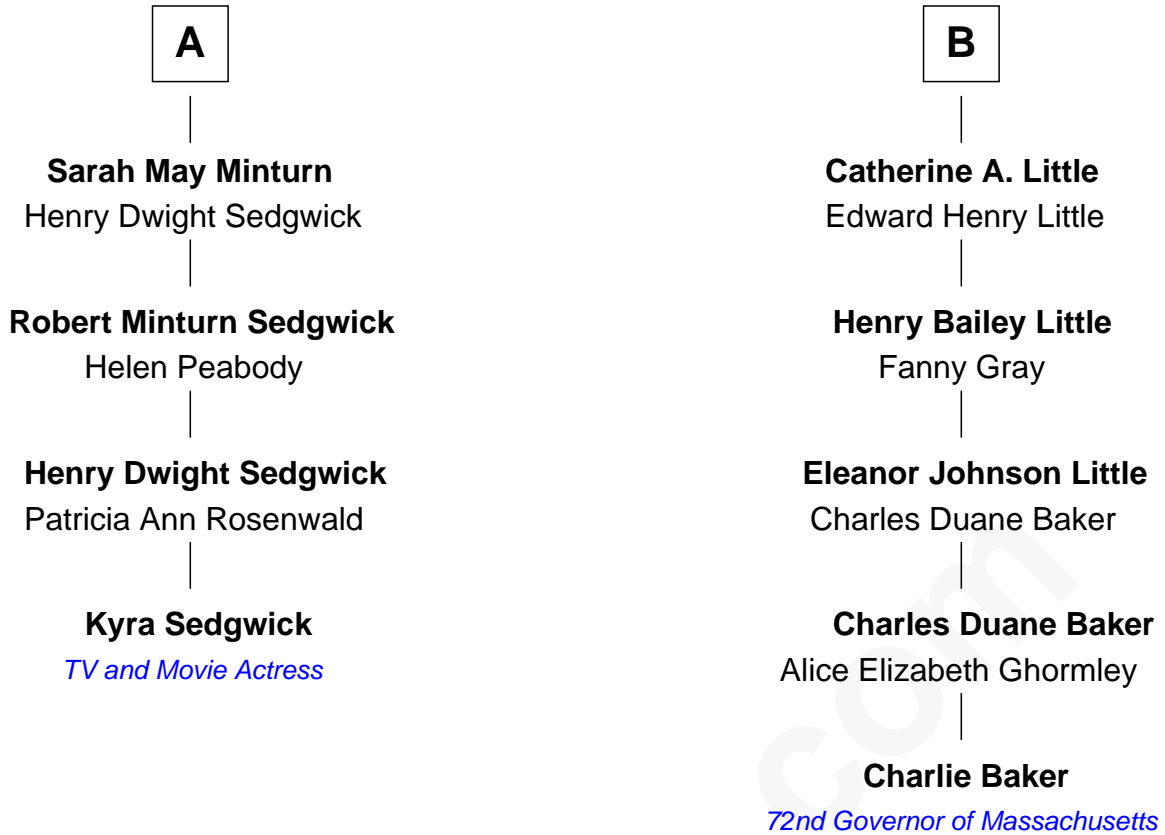 A
Sarah May Minturn
Henry Dwight Sedgwick
Robert Minturn Sedgwick
Helen Peabody
Henry Dwight Sedgwick
Patricia Ann Rosenwald
Kyra Sedgwick
TV and Movie Actress
B
Catherine A. Little
Edward Henry Little
Henry Bailey Little
Fanny Gray
Eleanor Johnson Little
Charles Duane Baker
Charles Duane Baker
Alice Elizabeth Ghormley
Charlie Baker
72nd Governor of Massachusetts
com